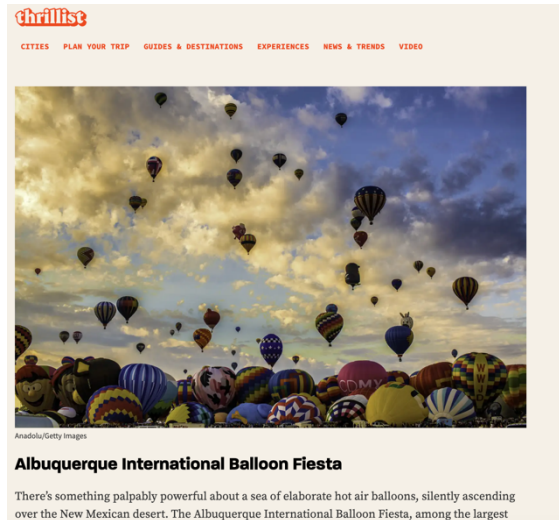 thrillist
CITIES PLAN YOUR TRIP GUIDES & DESTINATIONS EXPERIENCES NEWS & TRENDS VIDEO
CDMX
WW
Anadolu/Getty Images
Albuquerque International Balloon Fiesta
There's something palpably powerful about a sea of elaborate hot air balloons, silently ascending
over the New Mexican desert. The Albuquerque International Balloon Fiesta, among the largest